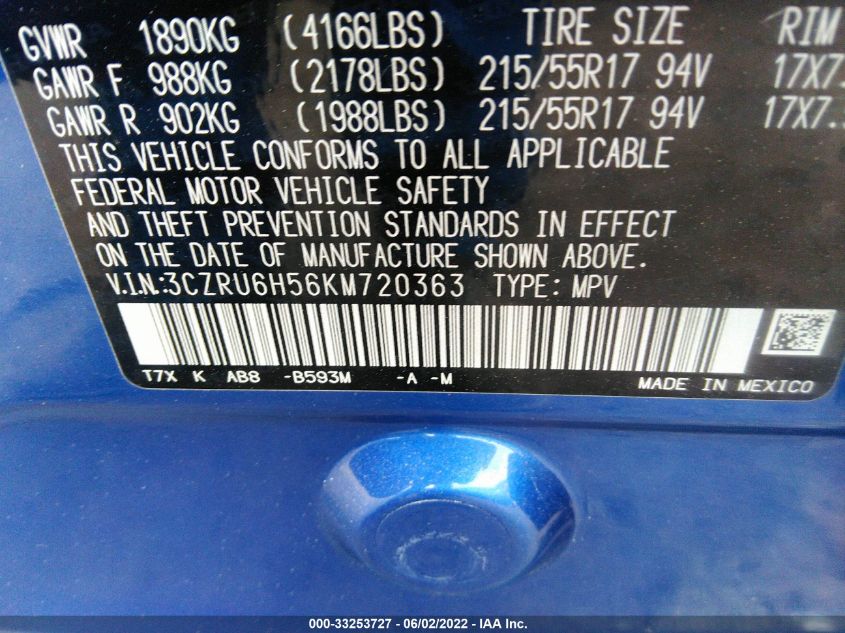 GVWR 1890KG (4166LBS) TIRE SIZE RIM
GAWR F 988KG (2178LBS) 215/55R17 94V 17X7.
GAWR R 902KG (1988LBS) 215/55R17 94V 17X7.
THIS VEHICLE CONFORMS TO ALL APPLICABLE
FEDERAL MOTOR VEHICLE SAFETY
AND THEFT PREVENTION STANDARDS IN EFFECT
ON THE DATE OF MANUFACTURE SHOWN ABOVE.
V.I.N.:3CZRU6H56KM720363 TYPE: MPV
T7X K AB8 -B593M -A -M
MADE IN MEXICO
000-33253727 - 06/02/2022 - IAA Inc.